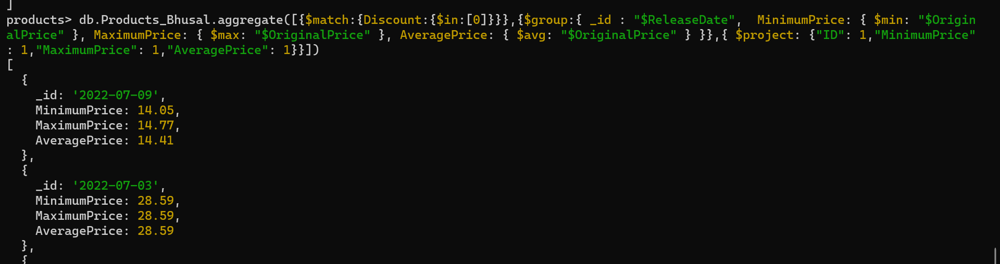 ]
products> db.Products_Bhusal.aggregate([{$match:{Discount:{$in:[0]}}},{$group:{ _id : "$ReleaseDate",  MinimumPrice: { $min: "$Origin
alPrice" }, MaximumPrice: { $max: "$OriginalPrice" }, AveragePrice: { $avg: "$OriginalPrice" } }},{ $project: {"ID": 1,"MinimumPrice"
: 1,"MaximumPrice": 1,"AveragePrice": 1}}])
[
  {
    _id: '2022-07-09',
    MinimumPrice: 14.05,
    MaximumPrice: 14.77,
    AveragePrice: 14.41
  },
  {
    _id: '2022-07-03',
    MinimumPrice: 28.59,
    MaximumPrice: 28.59,
    AveragePrice: 28.59
  },
  {